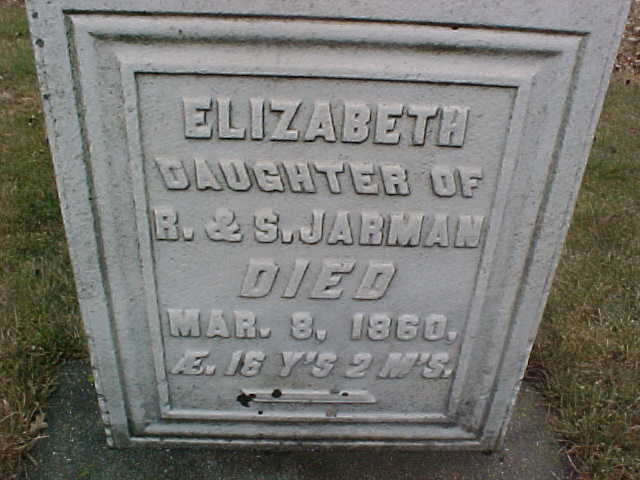 ELIZABETH
DAUGHTER OF
R. & S. JARMAN
DIED
MAR. 8, 1860,
Æ. 16 Y'S 2 M'S.